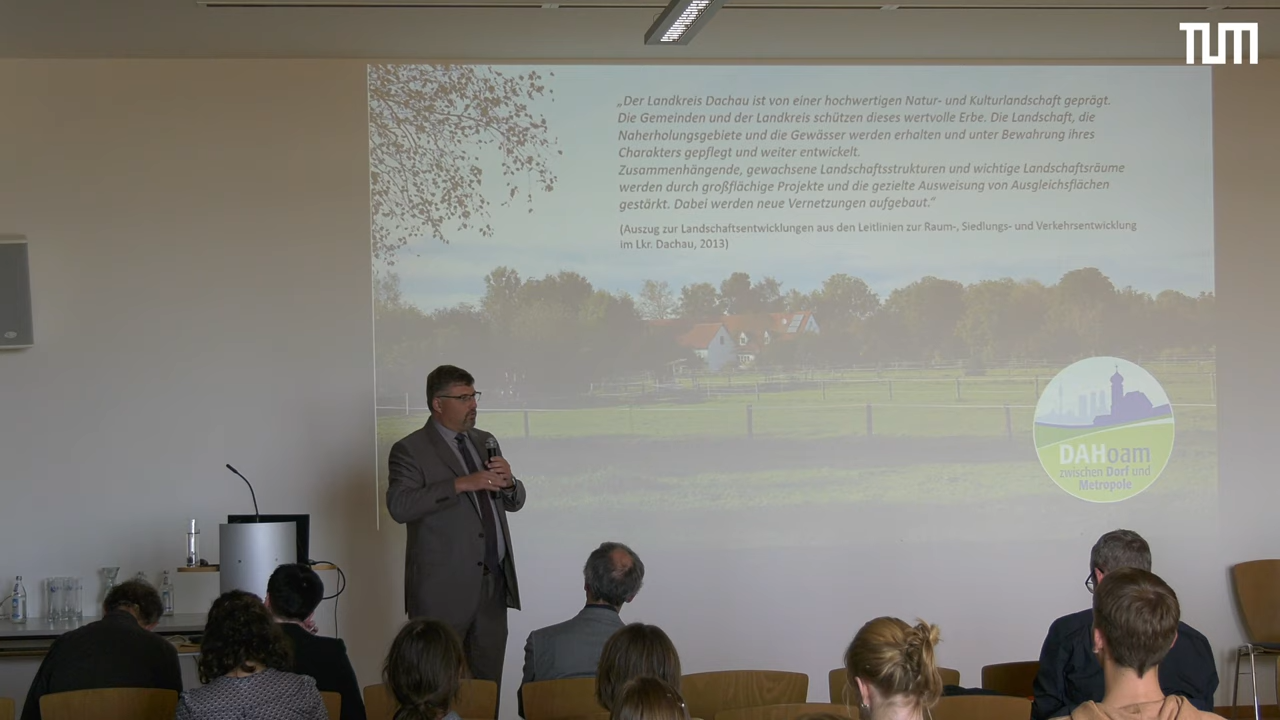 TUM
„Der Landkreis Dachau ist von einer hochwertigen Natur- und Kulturlandschaft geprägt.
Die Gemeinden und der Landkreis schützen dieses wertvolle Erbe. Die Landschaft, die
Naherholungsgebiete und die Gewässer werden erhalten und unter Bewahrung ihres
Charakters gepflegt und weiter entwickelt.
Zusammenhängende, gewachsene Landschaftsstrukturen und wichtige Landschaftsräume
werden durch großflächige Projekte und die gezielte Ausweisung von Ausgleichsflächen
gestärkt. Dabei werden neue Vernetzungen aufgebaut.“
(Auszug zur Landschaftsentwicklungen aus den Leitlinien zur Raum-, Siedlungs- und Verkehrsentwicklung
im Lkr. Dachau, 2013)
DAHoam
zwischen Dorf und
Metropole